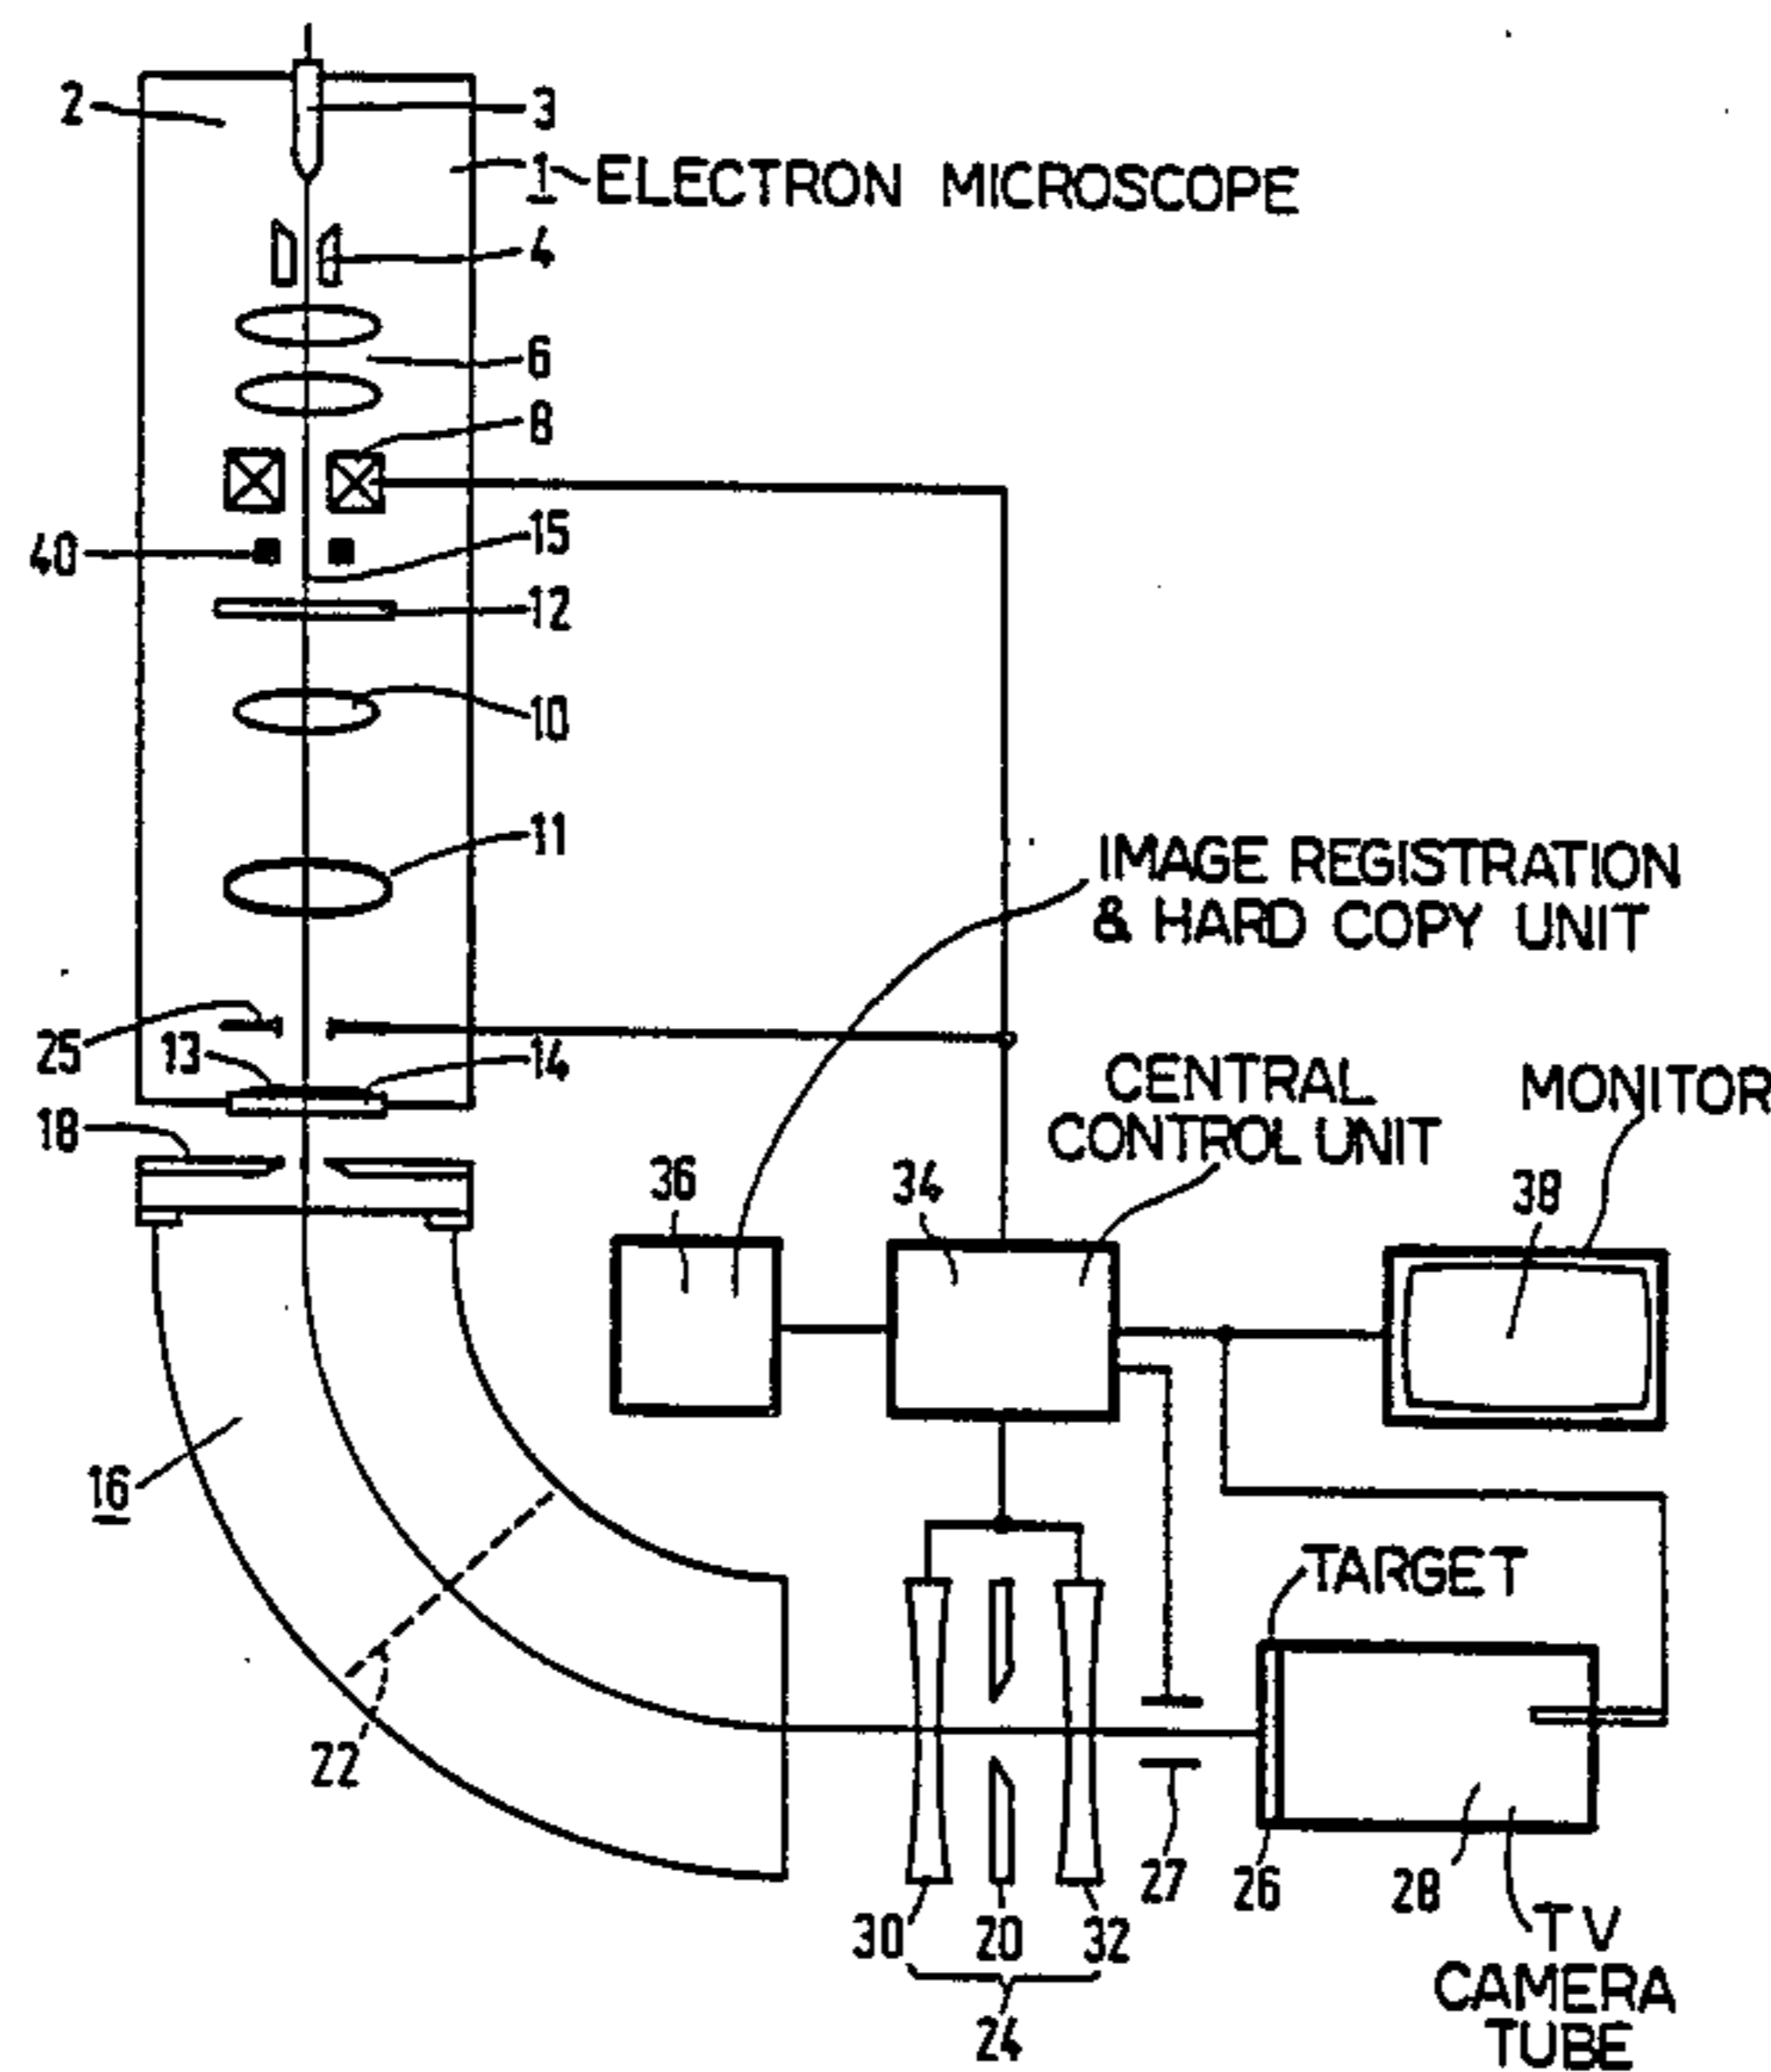 2
3
1 ELECTRON MICROSCOPE
4
6
8
40
15
12
10
11
IMAGE REGISTRATION
& HARD COPY UNIT
25
13
14
CENTRAL
CONTROL UNIT
MONITOR
18
36
34
38
16
TARGET
22
27
26
28
30
20
32
24
TV
CAMERA
TUBE